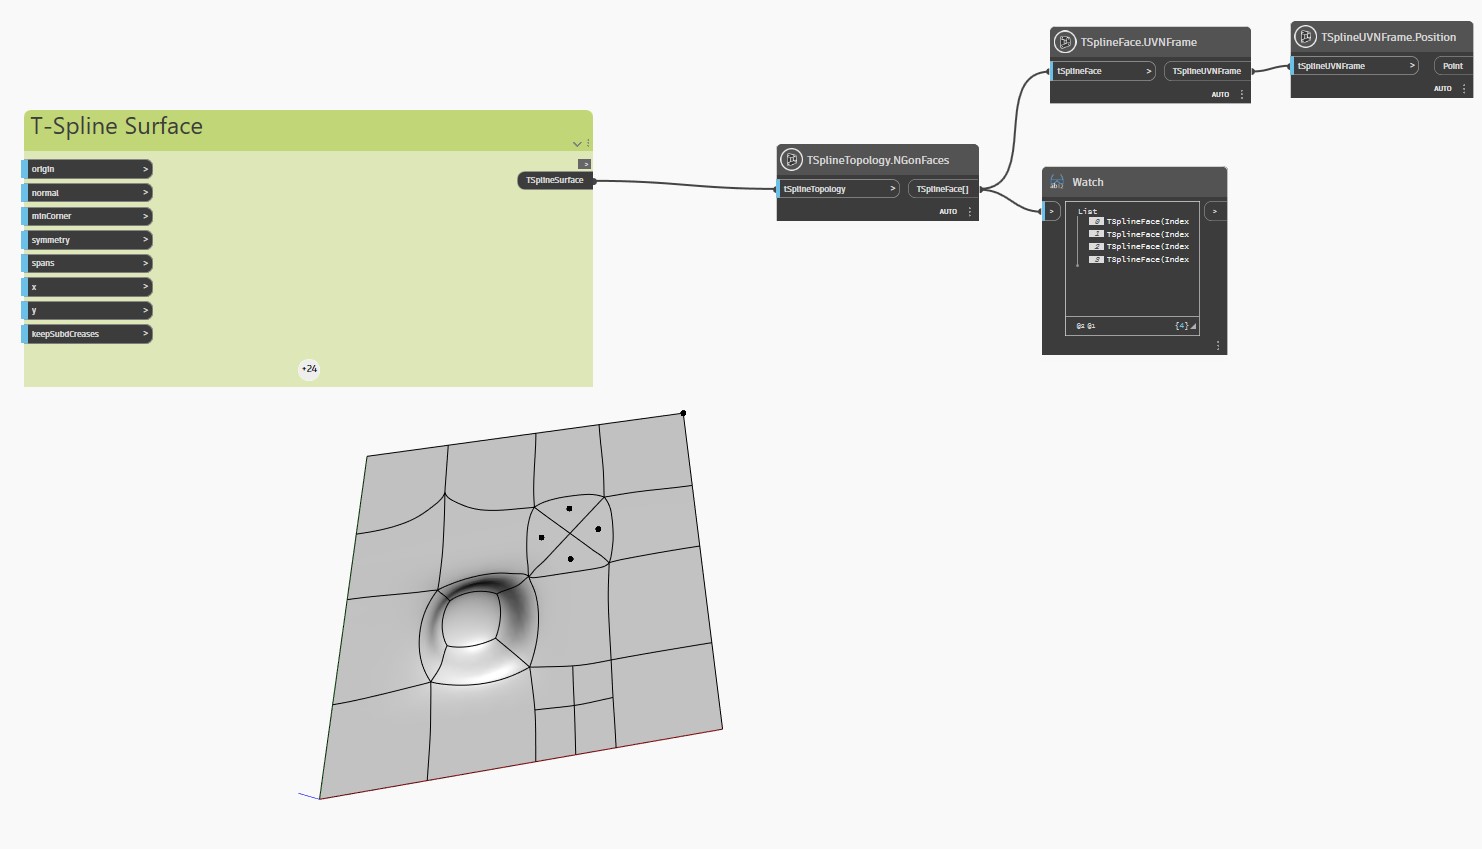 T-Spline Surface
origin >
normal >
minCorner >
symmetry >
spans >
x >
y >
keepSubdCreases >
>
TSplineSurface
+24
TSplineTopology.NGonFaces
tSplineTopology >
TSplineFace[]
AUTO
TSplineFace.UVNFrame
tSplineFace >
TSplineUVNFrame
AUTO
TSplineUVNFrame.Position
tSplineUVNFrame >
Point
AUTO
Watch
>
>
List
0 TSplineFace(Index
1 TSplineFace(Index
2 TSplineFace(Index
3 TSplineFace(Index
@2 @1
{4}